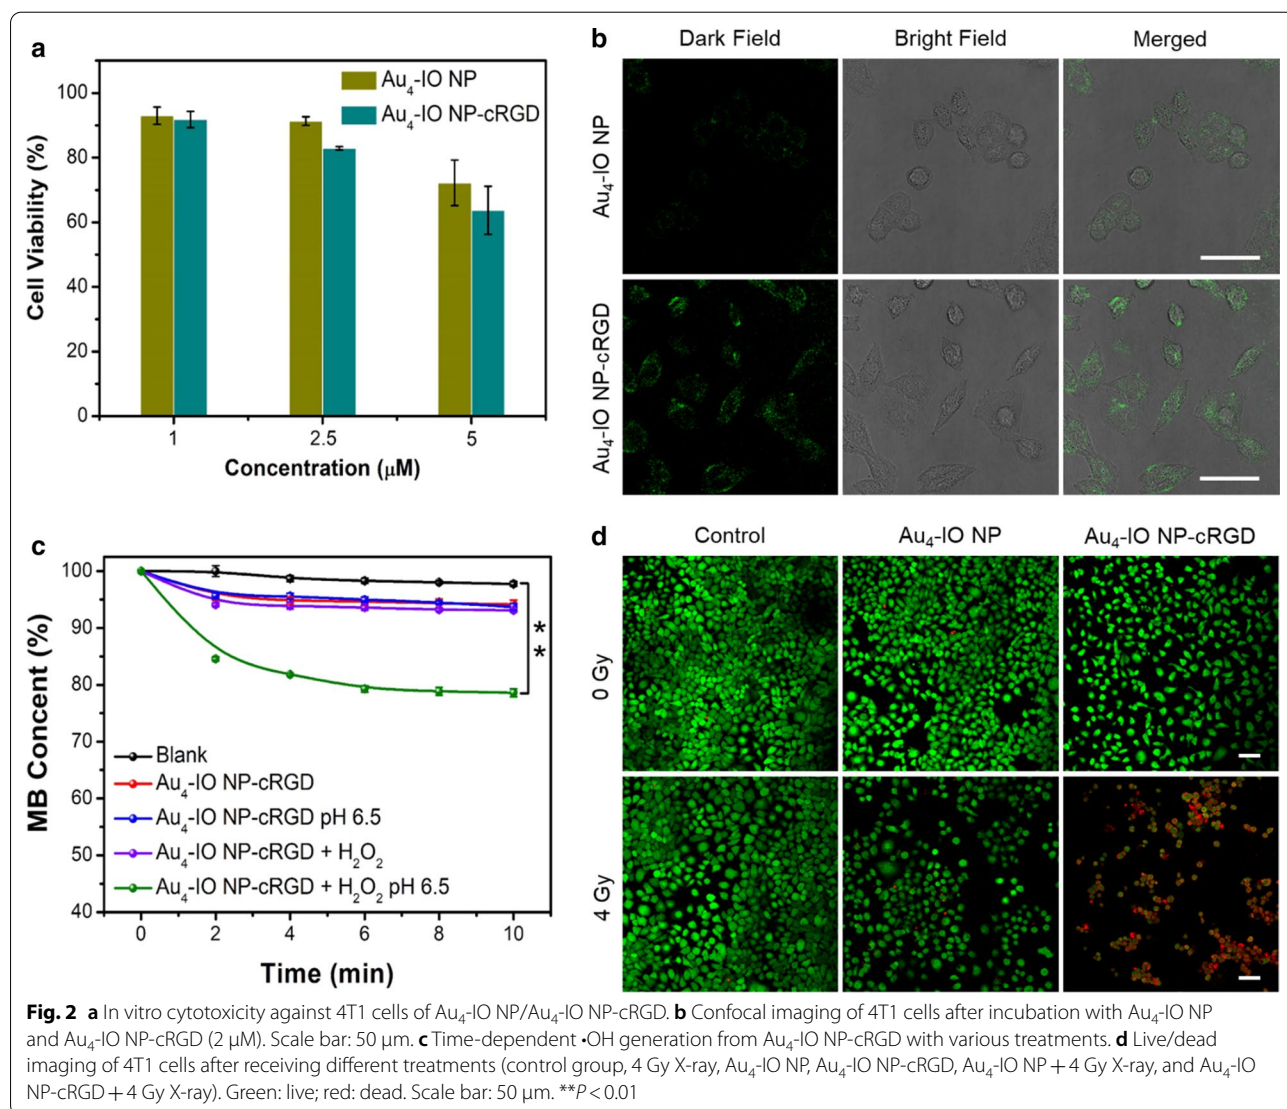 a
Au₄-IO NP
Au₄-IO NP-cRGD
Cell Viability (%)
100
80
60
40
20
0
1
2.5
5
Concentration (μM)
b
Dark Field
Bright Field
Merged
Au₄-IO NP
Au₄-IO NP-cRGD
c
MB Concent (%)
100
95
90
85
80
75
70
65
60
55
50
45
40
**
Blank
Au₄-IO NP-cRGD
Au₄-IO NP-cRGD pH 6.5
Au₄-IO NP-cRGD + H₂O₂
Au₄-IO NP-cRGD + H₂O₂ pH 6.5
0
2
4
6
8
10
Time (min)
d
Control
Au₄-IO NP
Au₄-IO NP-cRGD
0 Gy
4 Gy
Fig. 2 a In vitro cytotoxicity against 4T1 cells of Au₄-IO NP/Au₄-IO NP-cRGD. b Confocal imaging of 4T1 cells after incubation with Au₄-IO NP
and Au₄-IO NP-cRGD (2 μM). Scale bar: 50 μm. c Time-dependent •OH generation from Au₄-IO NP-cRGD with various treatments. d Live/dead
imaging of 4T1 cells after receiving different treatments (control group, 4 Gy X-ray, Au₄-IO NP, Au₄-IO NP-cRGD, Au₄-IO NP + 4 Gy X-ray, and Au₄-IO
NP-cRGD + 4 Gy X-ray). Green: live; red: dead. Scale bar: 50 μm. **P < 0.01